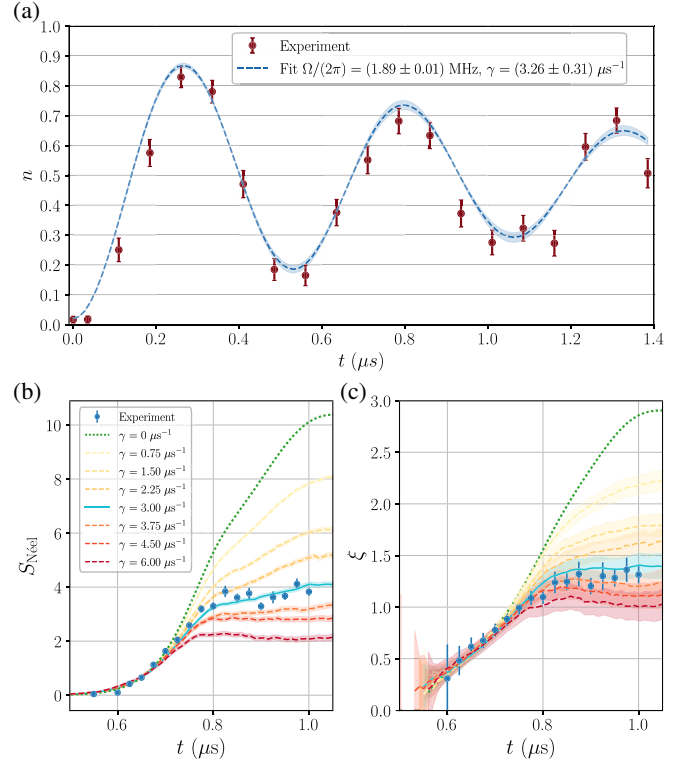 (a)
1.0
0.9
0.8
0.7
0.6
0.5
0.4
0.3
0.2
0.1
0.0
n
Experiment
Fit Ω/(2π) = (1.89 ± 0.01) MHz, γ = (3.26 ± 0.31) μs⁻¹
0.0 0.2 0.4 0.6 0.8 1.0 1.2 1.4
t (μs)
(b)
10
8
6
4
2
0
S_Néel
Experiment
γ = 0 μs⁻¹
γ = 0.75 μs⁻¹
γ = 1.50 μs⁻¹
γ = 2.25 μs⁻¹
γ = 3.00 μs⁻¹
γ = 3.75 μs⁻¹
γ = 4.50 μs⁻¹
γ = 6.00 μs⁻¹
0.6 0.8 1.0
t (μs)
(c)
3.0
2.5
2.0
1.5
1.0
0.5
0.0
ξ
0.6 0.8 1.0
t (μs)